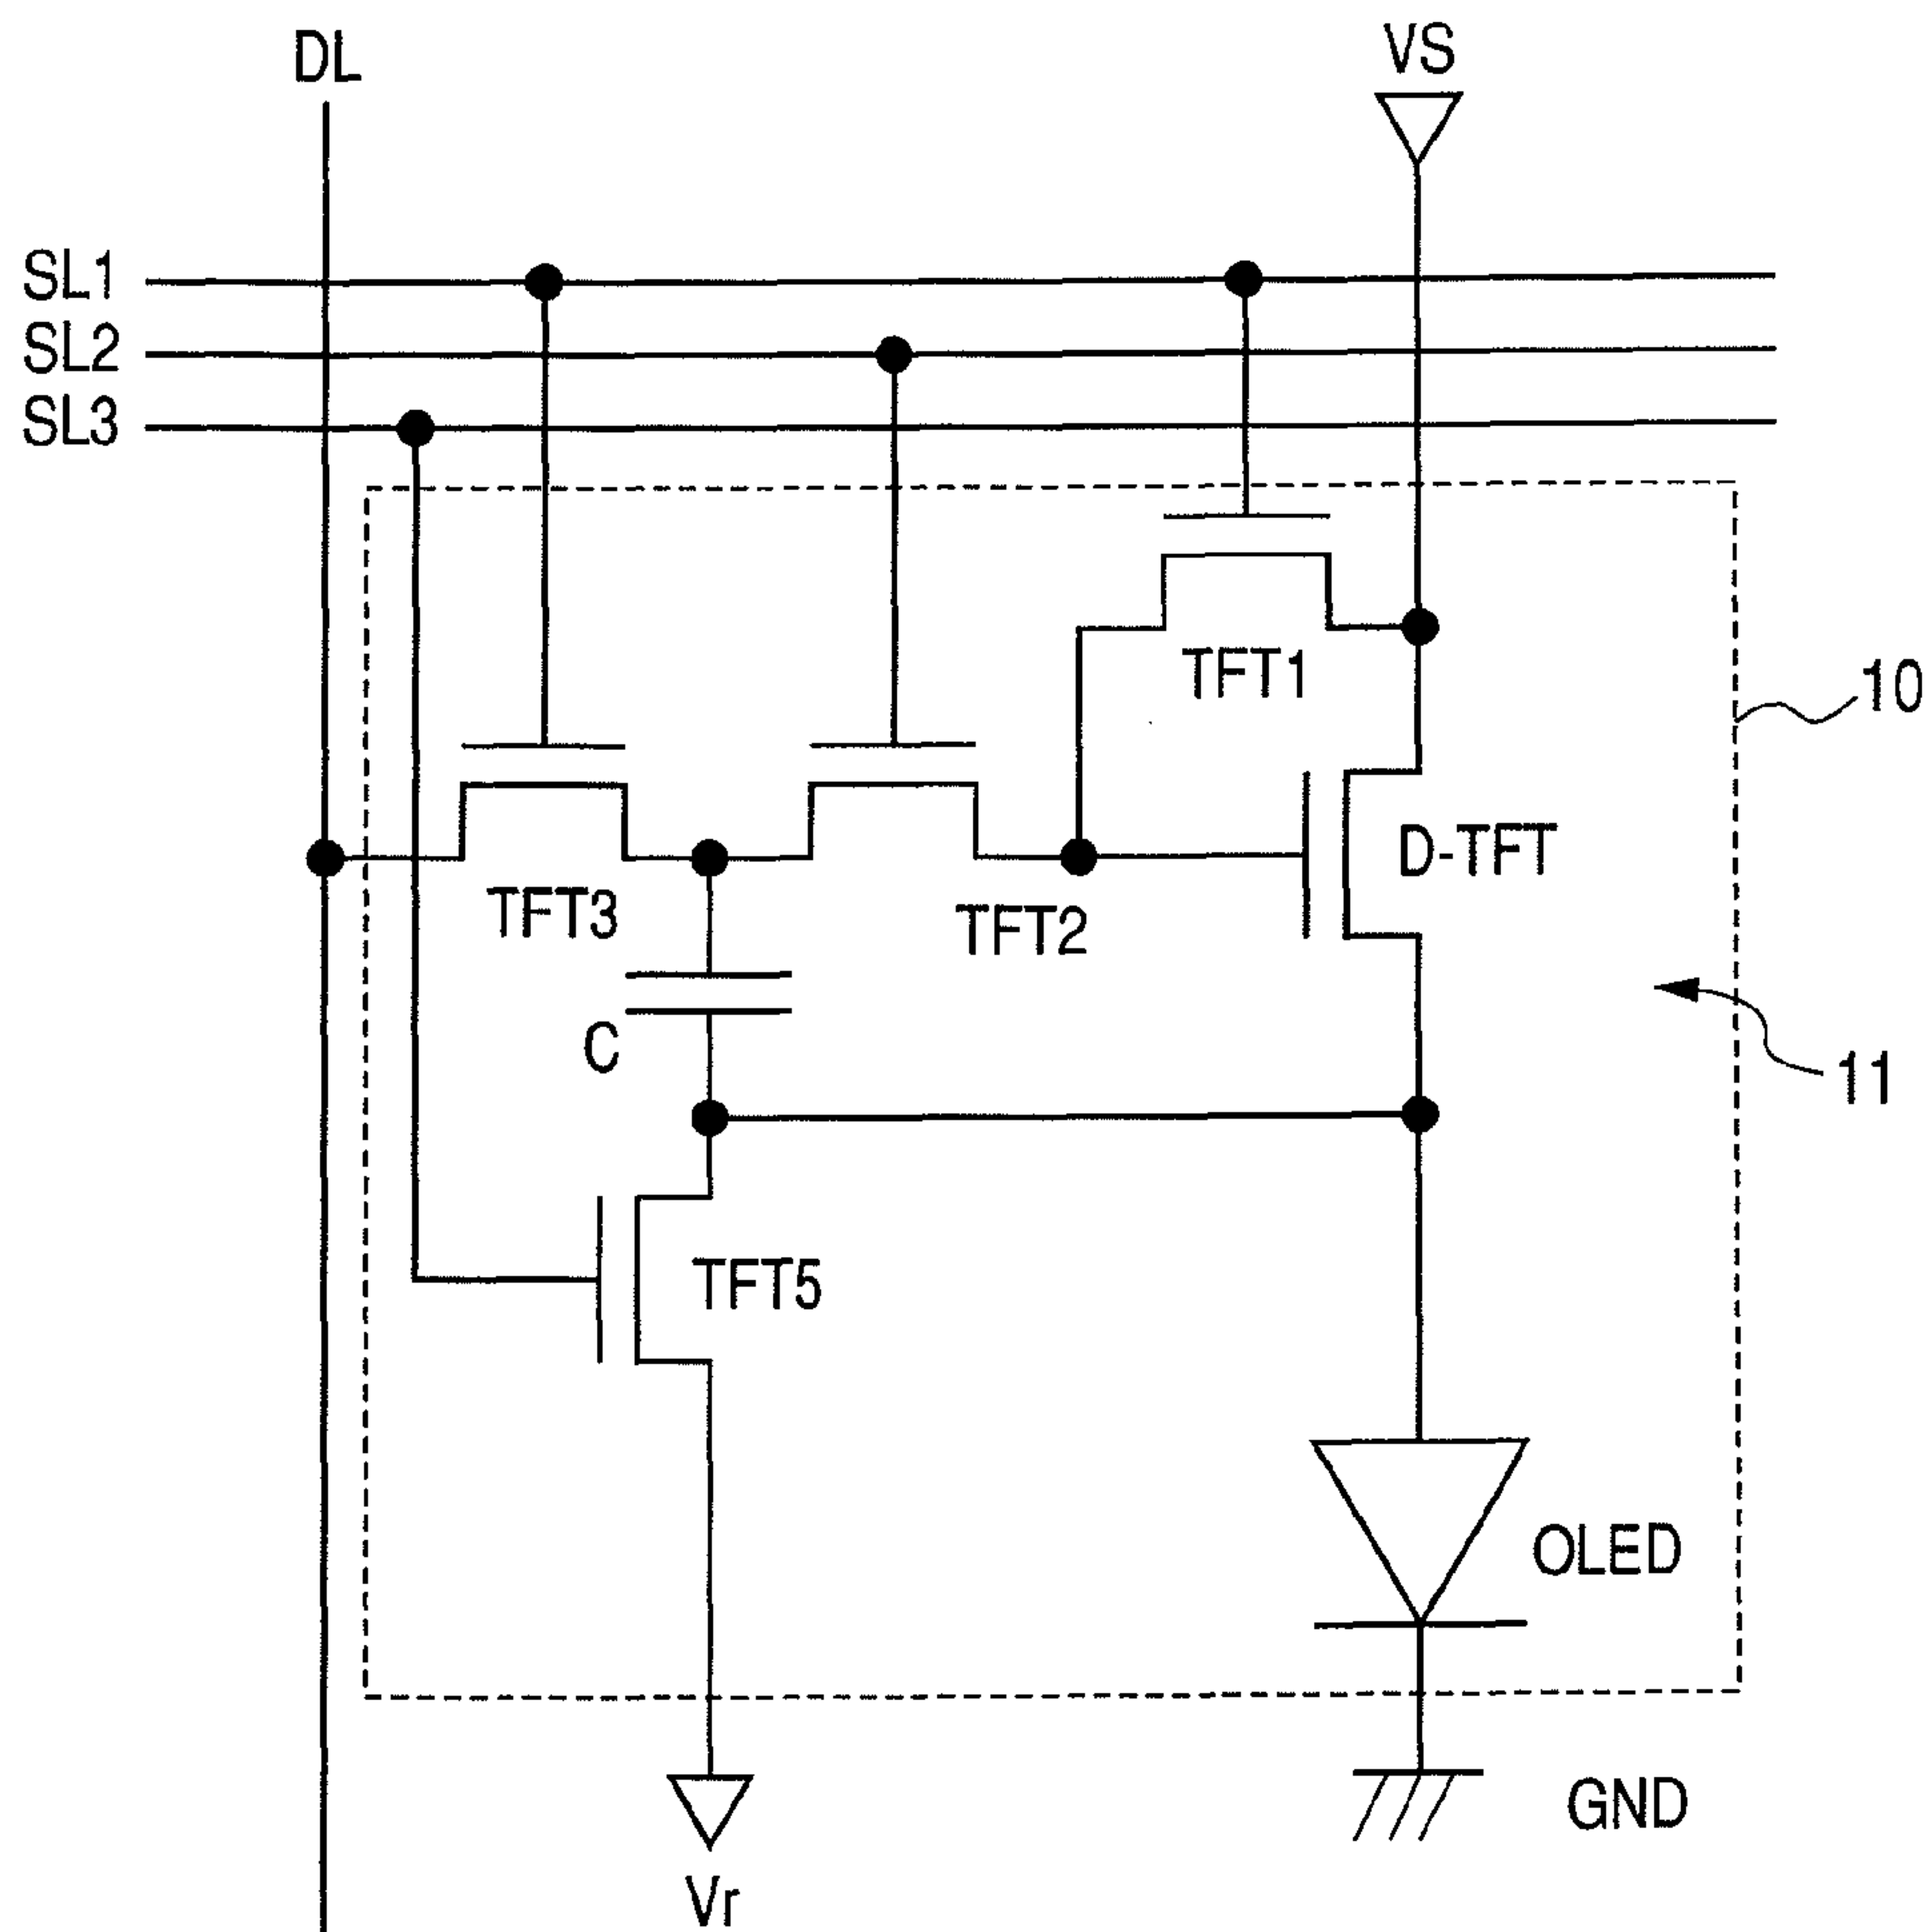 DL
VS
SL1
SL2
SL3
TFT1
10
D-TFT
TFT3
TFT2
C
11
TFT5
OLED
GND
Vr